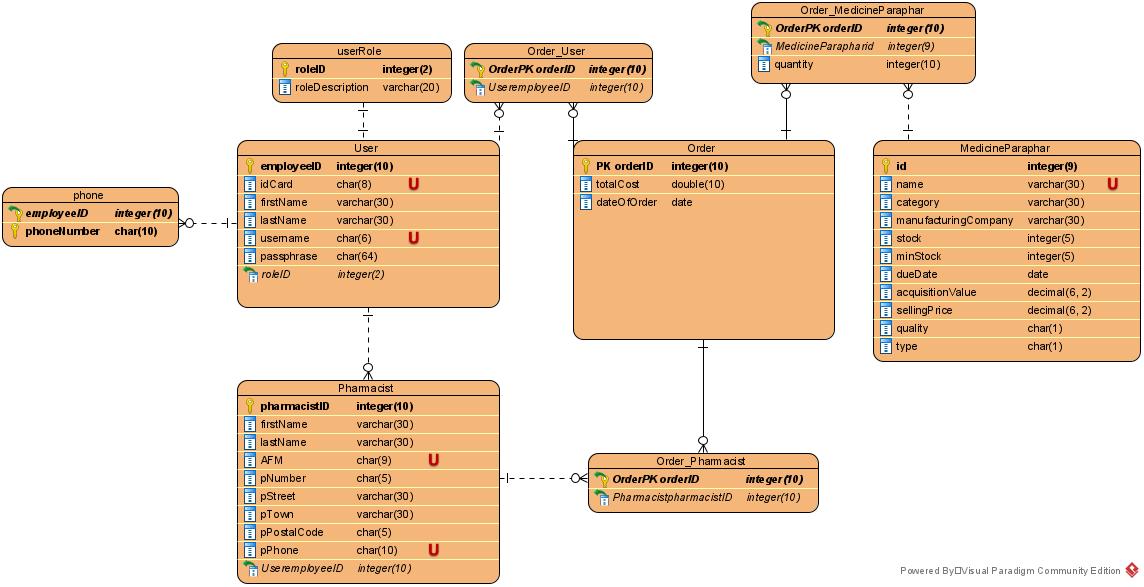 userRole
roleID integer(2)
roleDescription varchar(20)
Order_User
OrderPK orderID integer(10)
UseremployeeID integer(10)
Order_MedicineParaphar
OrderPK orderID integer(10)
MedicineParapharid integer(9)
quantity integer(10)
phone
employeeID integer(10)
phoneNumber char(10)
User
employeeID integer(10)
idCard char(8) U
firstName varchar(30)
lastName varchar(30)
username char(6) U
passphrase char(64)
roleID integer(2)
Order
PK orderID integer(10)
totalCost double(10)
dateOfOrder date
MedicineParaphar
id integer(9)
name varchar(30) U
category varchar(30)
manufacturingCompany varchar(30)
stock integer(5)
minStock integer(5)
dueDate date
acquisitionValue decimal(6, 2)
sellingPrice decimal(6, 2)
quality char(1)
type char(1)
Pharmacist
pharmacistID integer(10)
firstName varchar(30)
lastName varchar(30)
AFM char(9) U
pNumber char(5)
pStreet varchar(30)
pTown varchar(30)
pPostalCode char(5)
pPhone char(10) U
UseremployeeID integer(10)
Order_Pharmacist
OrderPK orderID integer(10)
PharmacistpharmacistID integer(10)
Powered By□Visual Paradigm Community Edition